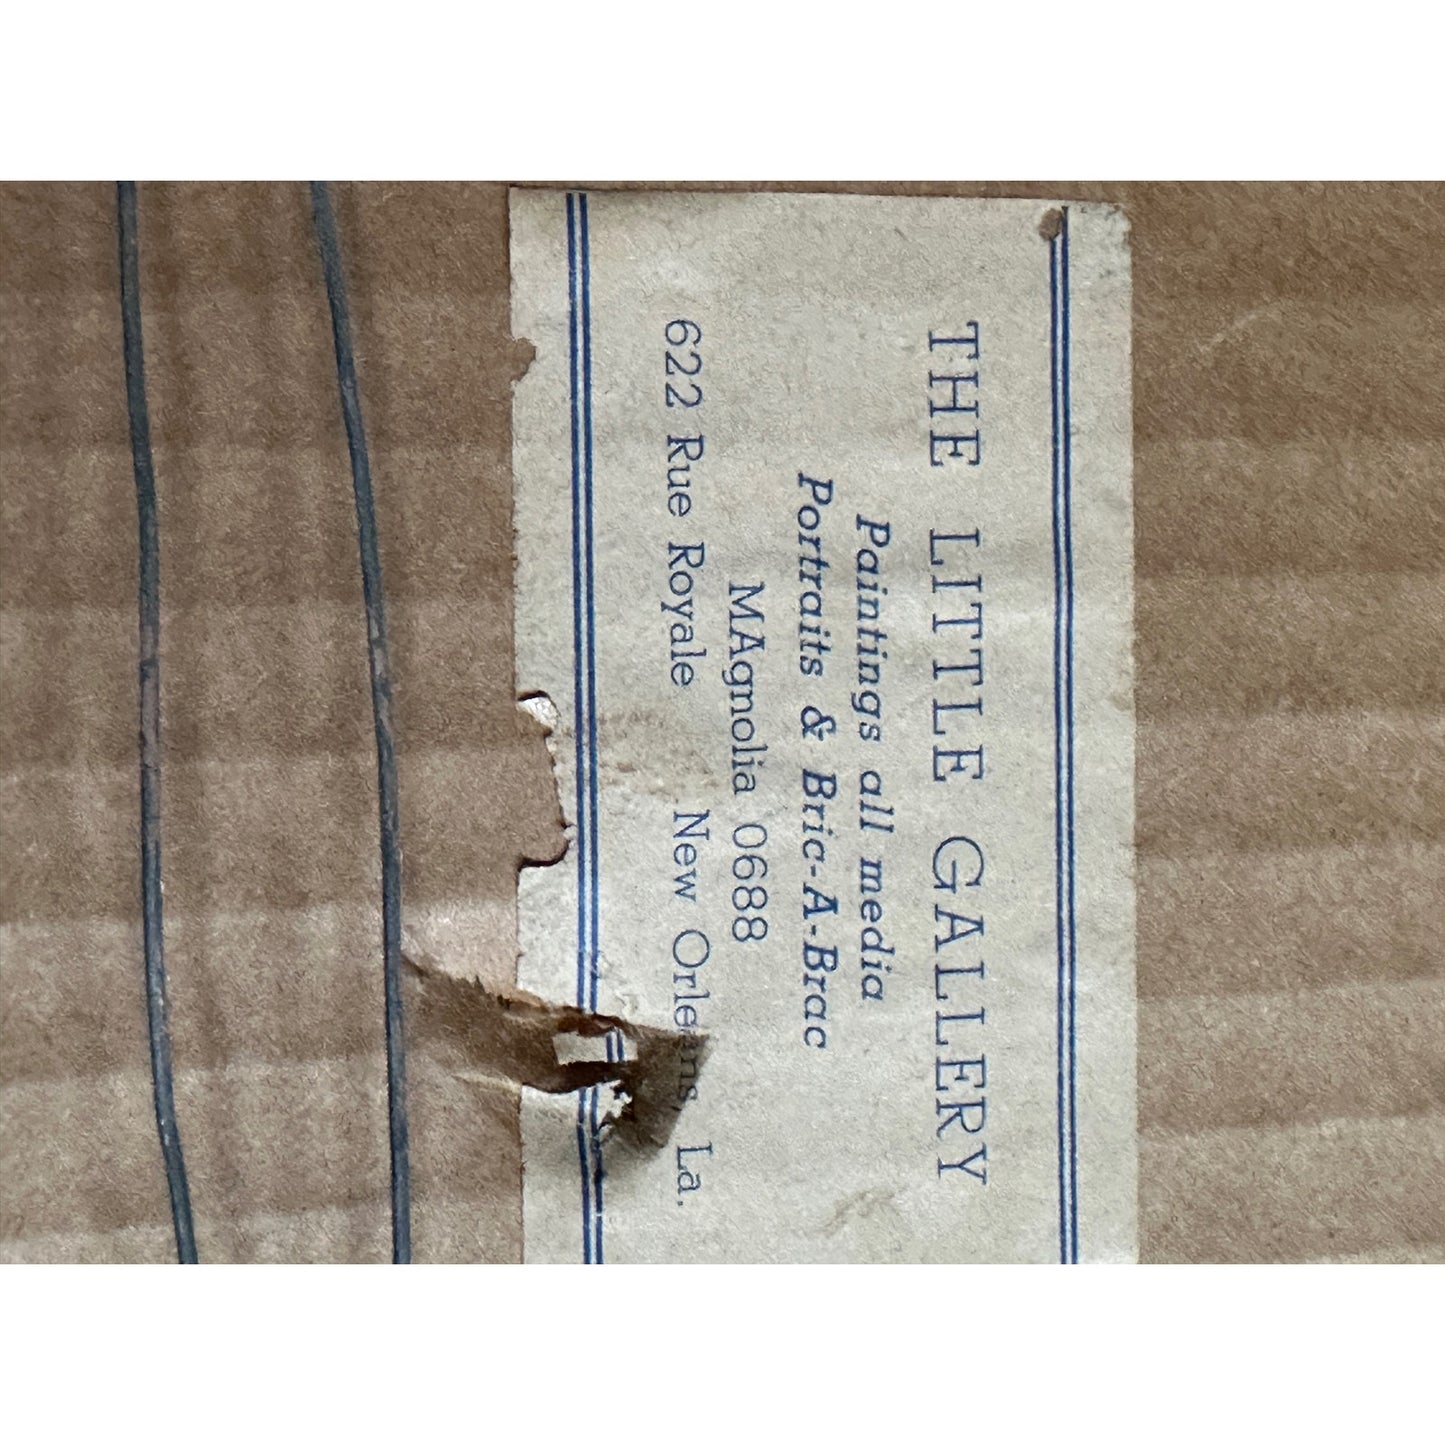 THE LITTLE GALLERY
Paintings all media
Portraits & Bric-A-Brac
MAgnolia 0688
622 Rue Royale New Orleans, La.